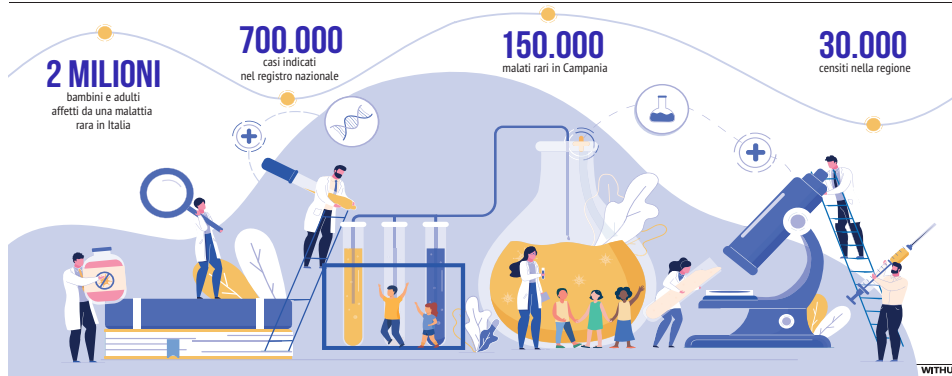 2 MILIONI
bambini e adulti
affetti da una malattia
rara in Italia
700.000
casi indicati
nel registro nazionale
150.000
malati rari in Campania
30.000
censiti nella regione